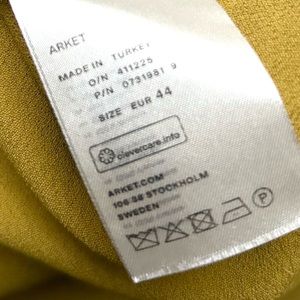 ARKET
MADE IN TURKEY
O/N 411225
P/N 0731981 9
SIZE EUR 44
clevercare.info
ARKET.COM
106 38 STOCKHOLM
SWEDEN
P